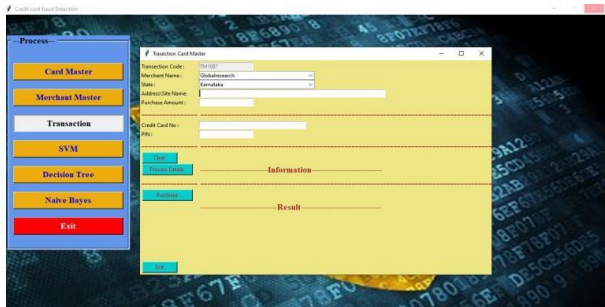 Credit card fraud Detection
---Process---
Card Master
Merchant Master
Transaction
SVM
Decision Tree
Naive Bayes
Exit
Trasection Card Master
Transection Code :
Merchant Name : Globalresearch
State : Karnataka
Address\Site Name:
Purchase Amount :
Credit Card No :
PIN :
Clear
Process Details
Information
Purchase
Result
Exit